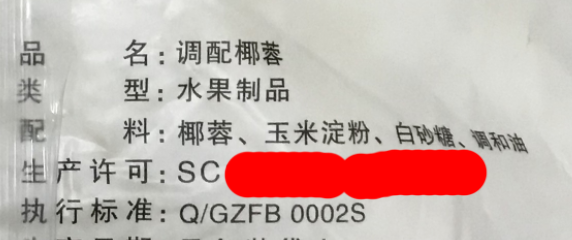 品名：调配椰蓉
类型：水果制品
配料：椰蓉、玉米淀粉、白砂糖、调和油
生产许可：SC
执行标准：Q/GZFB 0002S